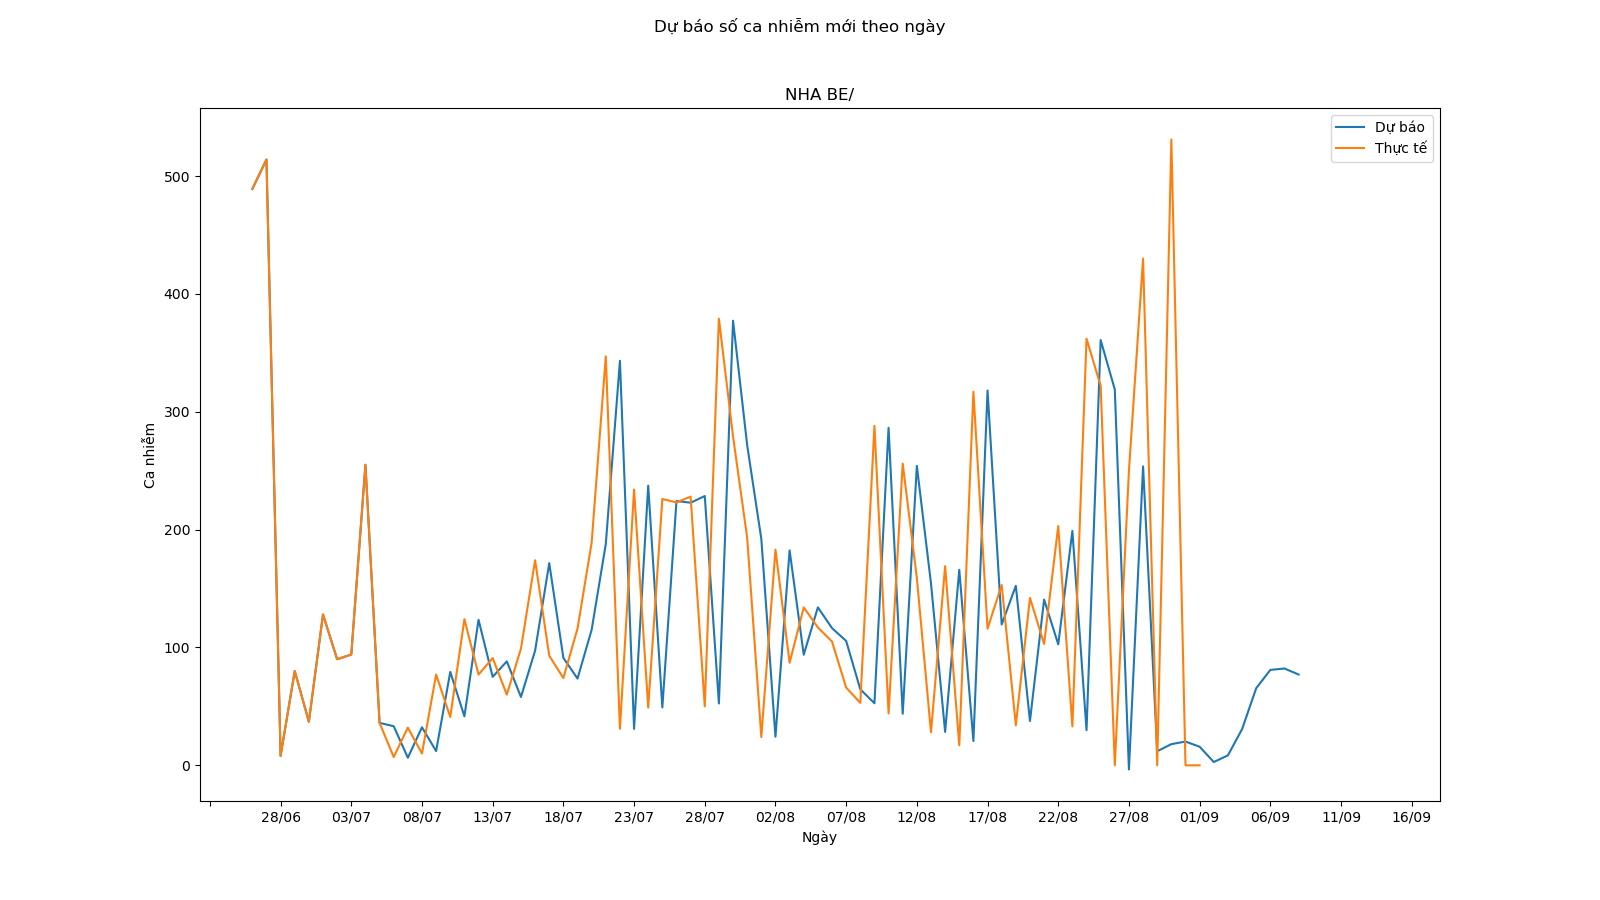 Dự báo số ca nhiễm mới theo ngày
NHA BE/
Dự báo
Thực tế
500
400
300
200
100
0
Ca nhiễm
28/06 03/07 08/07 13/07 18/07 23/07 28/07 02/08 07/08 12/08 17/08 22/08 27/08 01/09 06/09 11/09 16/09
Ngày